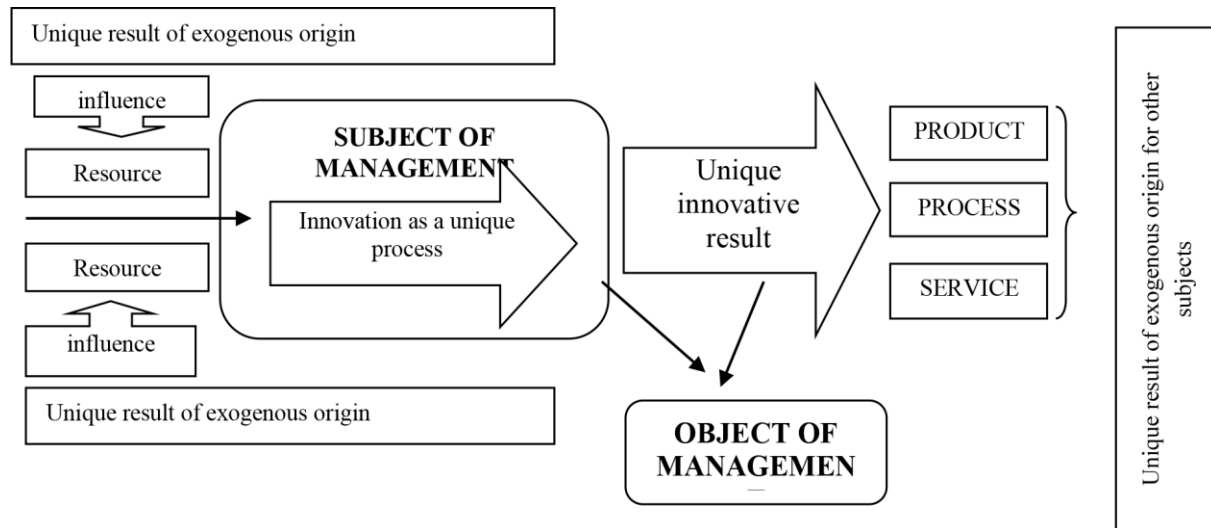 Unique result of exogenous origin
influence
Resource
Resource
influence
Unique result of exogenous origin
SUBJECT OF
MANAGEMENT
Innovation as a unique
process
Unique
innovative
result
OBJECT OF
MANAGEMEN
PRODUCT
PROCESS
SERVICE
Unique result of exogenous origin for other
subjects